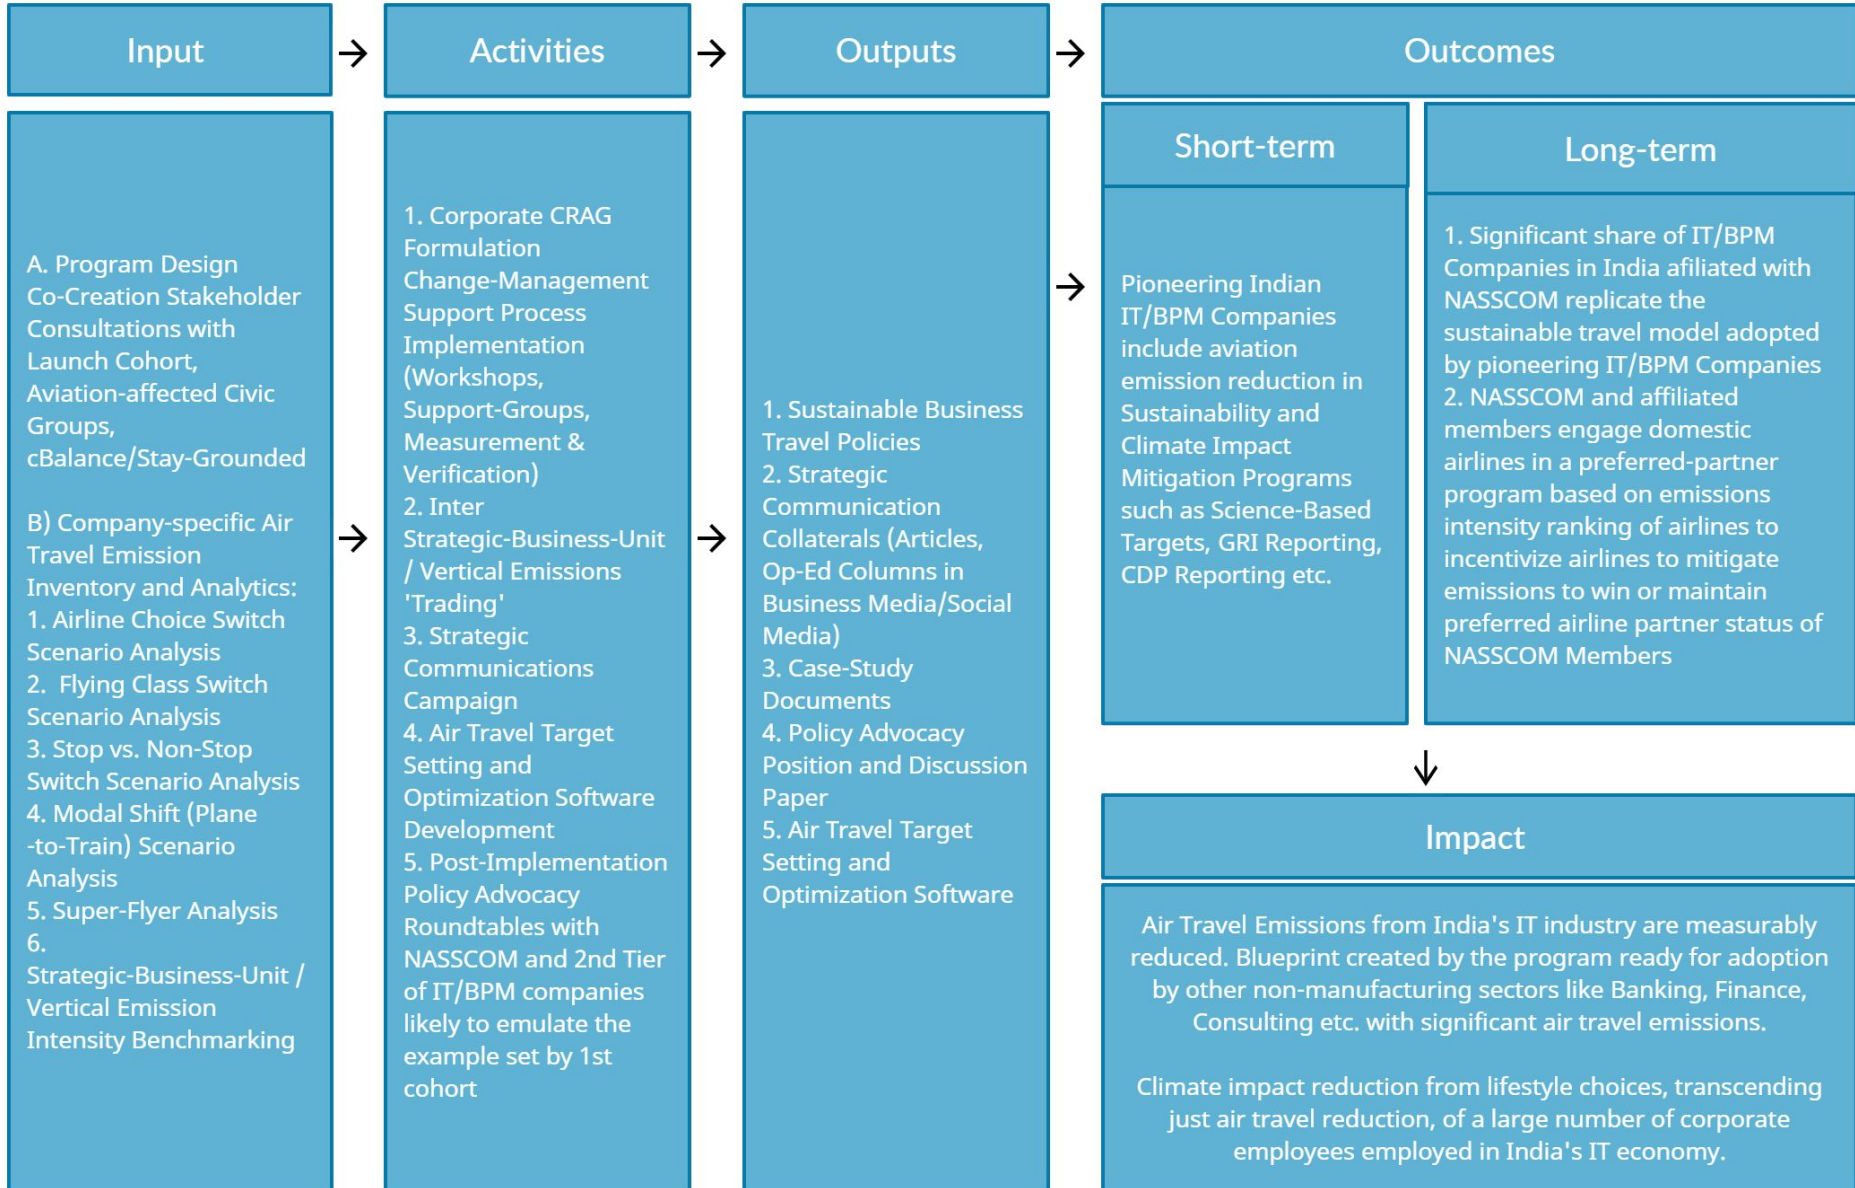 Input
→
Activities
→
Outputs
→
Outcomes
A. Program Design
Co-Creation Stakeholder
Consultations with
Launch Cohort,
Aviation-affected Civic
Groups,
cBalance/Stay-Grounded
B) Company-specific Air
Travel Emission
Inventory and Analytics:
1. Airline Choice Switch
Scenario Analysis
2.  Flying Class Switch
Scenario Analysis
3. Stop vs. Non-Stop
Switch Scenario Analysis
4. Modal Shift (Plane
-to-Train) Scenario
Analysis
5. Super-Flyer Analysis
6.
Strategic-Business-Unit /
Vertical Emission
Intensity Benchmarking
→
1. Corporate CRAG
Formulation
Change-Management
Support Process
Implementation
(Workshops,
Support-Groups,
Measurement &
Verification)
2. Inter
Strategic-Business-Unit
/ Vertical Emissions
'Trading'
3. Strategic
Communications
Campaign
4. Air Travel Target
Setting and
Optimization Software
Development
5. Post-Implementation
Policy Advocacy
Roundtables with
NASSCOM and 2nd Tier
of IT/BPM companies
likely to emulate the
example set by 1st
cohort
→
1. Sustainable Business
Travel Policies
2. Strategic
Communication
Collaterals (Articles,
Op-Ed Columns in
Business Media/Social
Media)
3. Case-Study
Documents
4. Policy Advocacy
Position and Discussion
Paper
5. Air Travel Target
Setting and
Optimization Software
→
Short-term
Pioneering Indian
IT/BPM Companies
include aviation
emission reduction in
Sustainability and
Climate Impact
Mitigation Programs
such as Science-Based
Targets, GRI Reporting,
CDP Reporting etc.
Long-term
1. Significant share of IT/BPM
Companies in India afiliated with
NASSCOM replicate the
sustainable travel model adopted
by pioneering IT/BPM Companies
2. NASSCOM and affiliated
members engage domestic
airlines in a preferred-partner
program based on emissions
intensity ranking of airlines to
incentivize airlines to mitigate
emissions to win or maintain
preferred airline partner status of
NASSCOM Members
↓
Impact
Air Travel Emissions from India's IT industry are measurably
reduced. Blueprint created by the program ready for adoption
by other non-manufacturing sectors like Banking, Finance,
Consulting etc. with significant air travel emissions.
Climate impact reduction from lifestyle choices, transcending
just air travel reduction, of a large number of corporate
employees employed in India's IT economy.